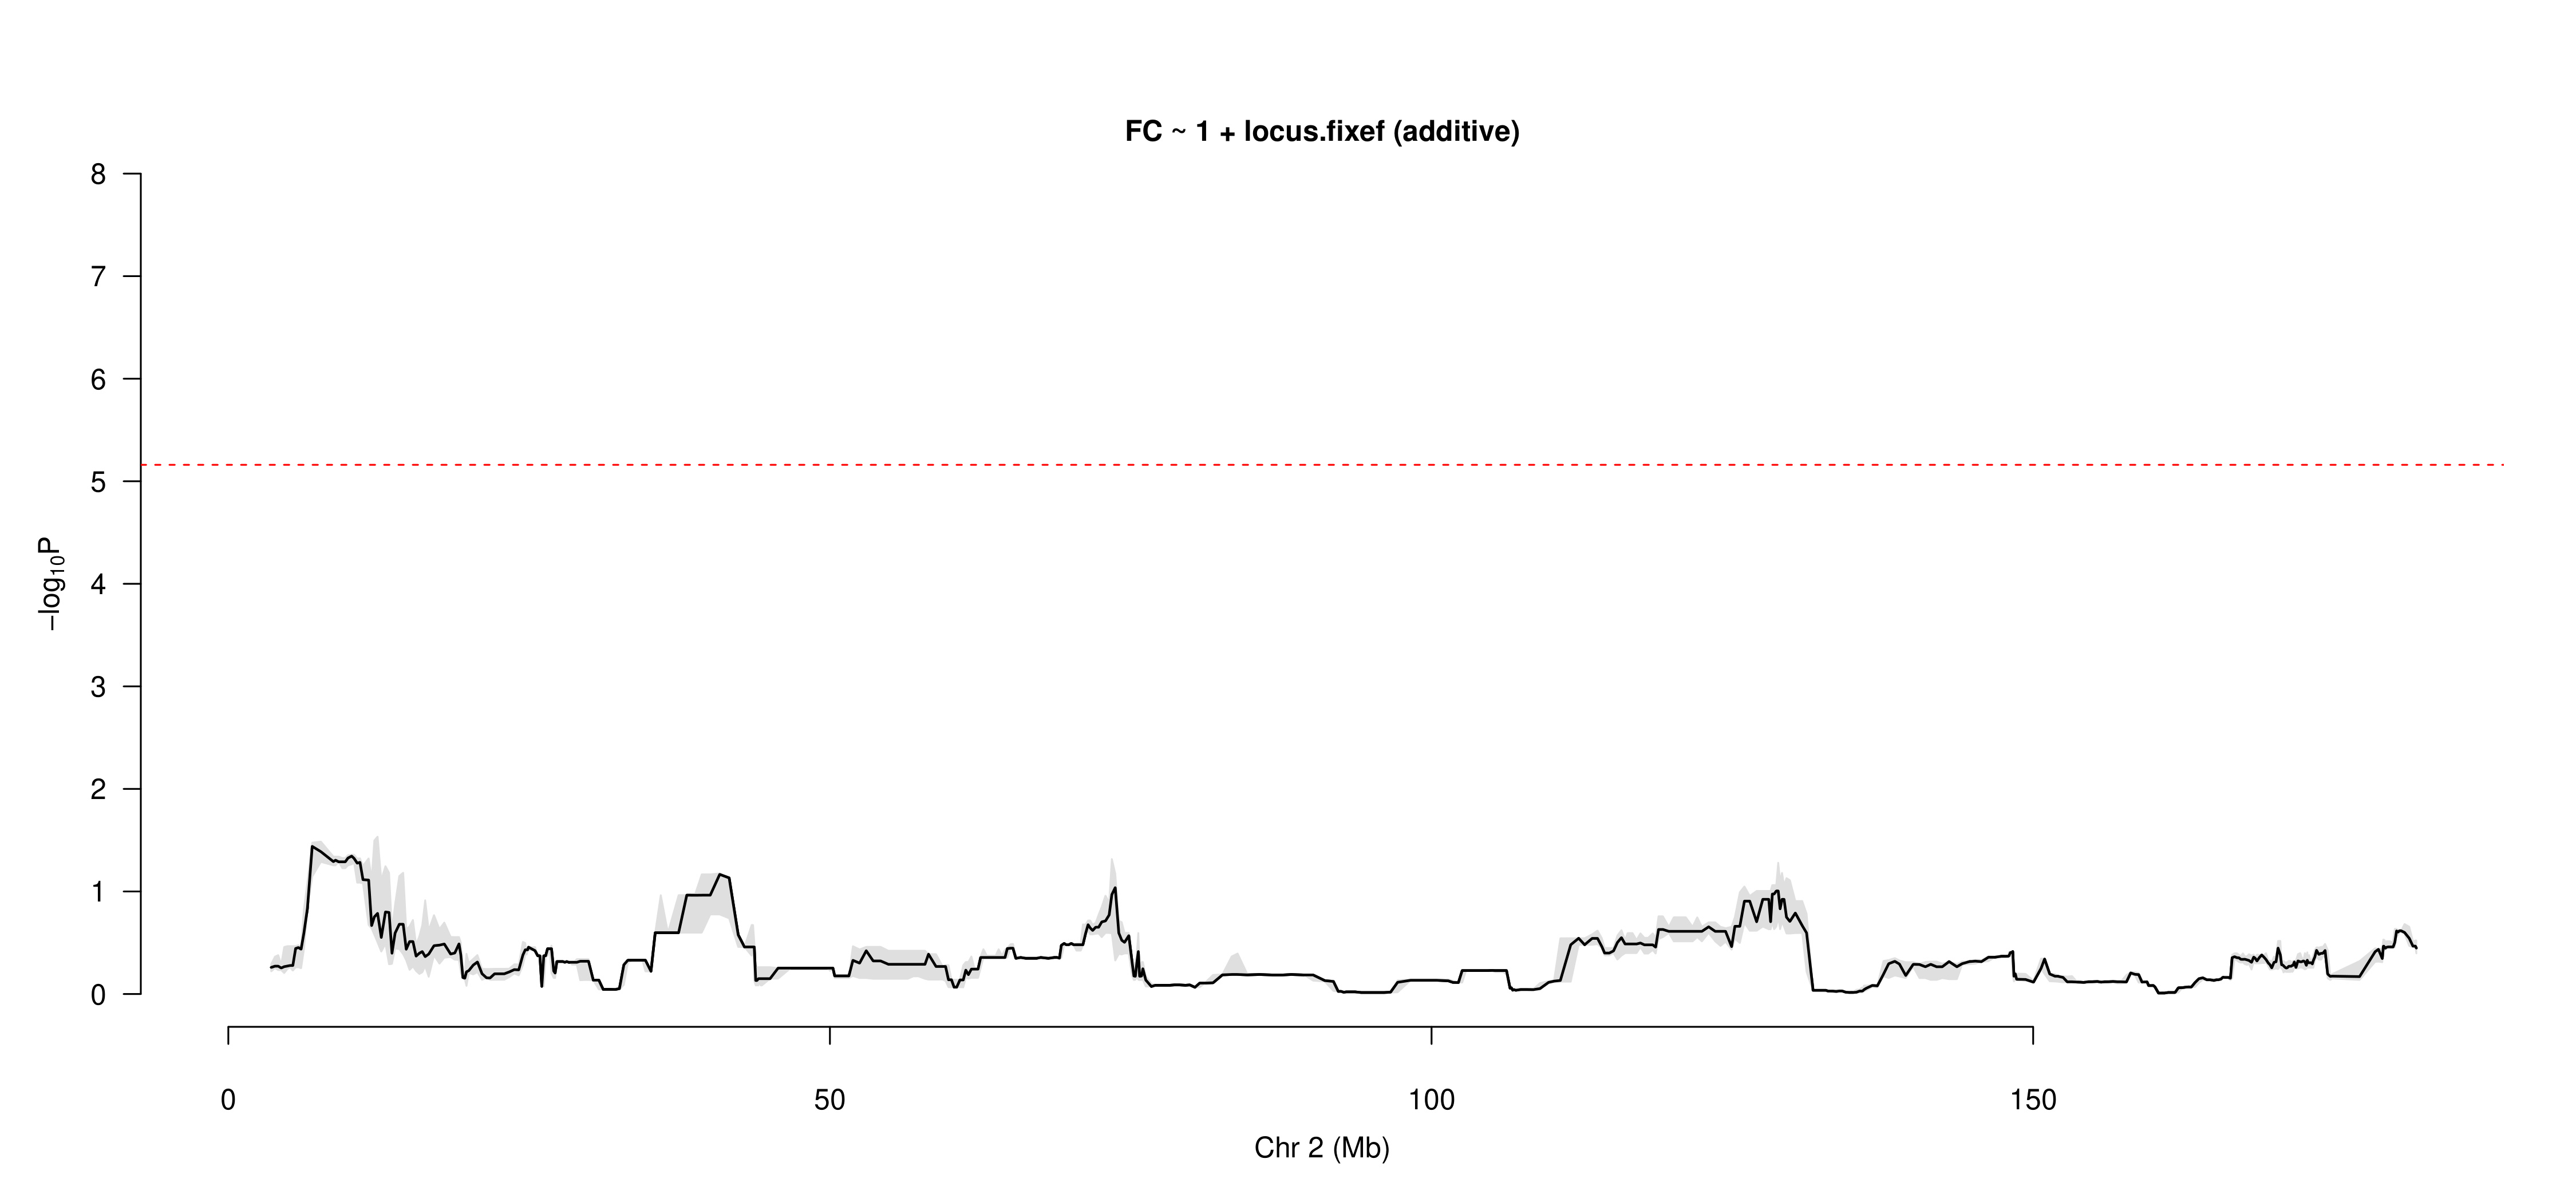 FC ~ 1 + locus.fixef (additive)
8
7
6
5
4
3
2
1
0
−log10P
0 50 100 150
Chr 2 (Mb)